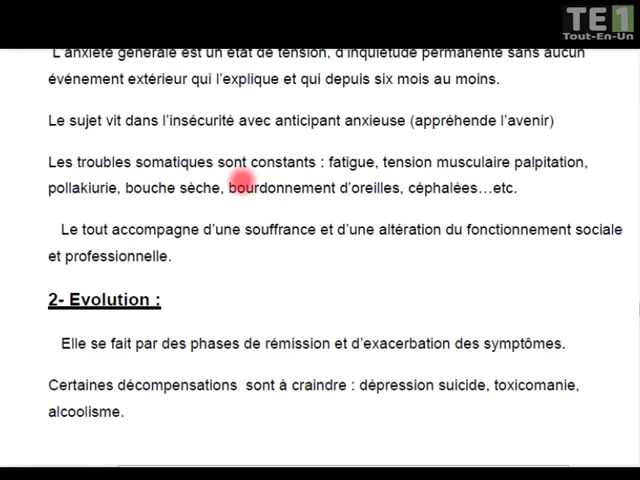 TE1
Tout-En-Un
L'anxiété générale est un état de tension, d'inquiétude permanente sans aucun
événement extérieur qui l'explique et qui depuis six mois au moins.
Le sujet vit dans l'insécurité avec anticipant anxieuse (appréhende l'avenir)
Les troubles somatiques sont constants : fatigue, tension musculaire palpitation,
pollakiurie, bouche sèche, bourdonnement d'oreilles, céphalées…etc.
Le tout accompagne d'une souffrance et d'une altération du fonctionnement sociale
et professionnelle.
2- Evolution :
Elle se fait par des phases de rémission et d'exacerbation des symptômes.
Certaines décompensations sont à craindre : dépression suicide, toxicomanie,
alcoolisme.